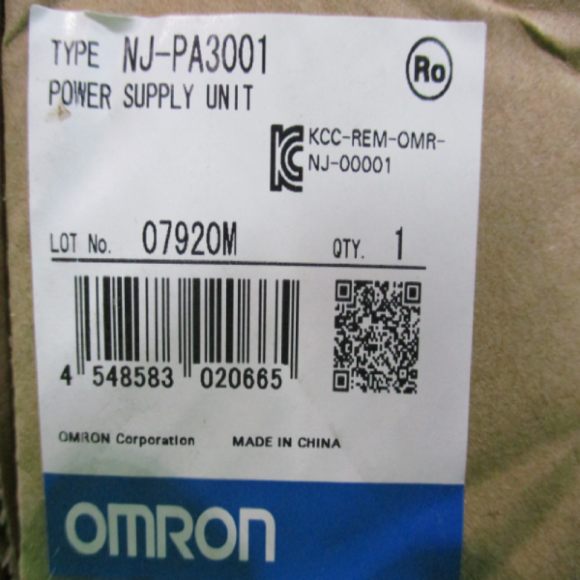 TYPE NJ-PA3001
Ro
POWER SUPPLY UNIT
KC
KCC-REM-OMR-
NJ-00001
LOT No. 07920M QTY. 1
4 548583 020665
OMRON Corporation MADE IN CHINA
OMRON